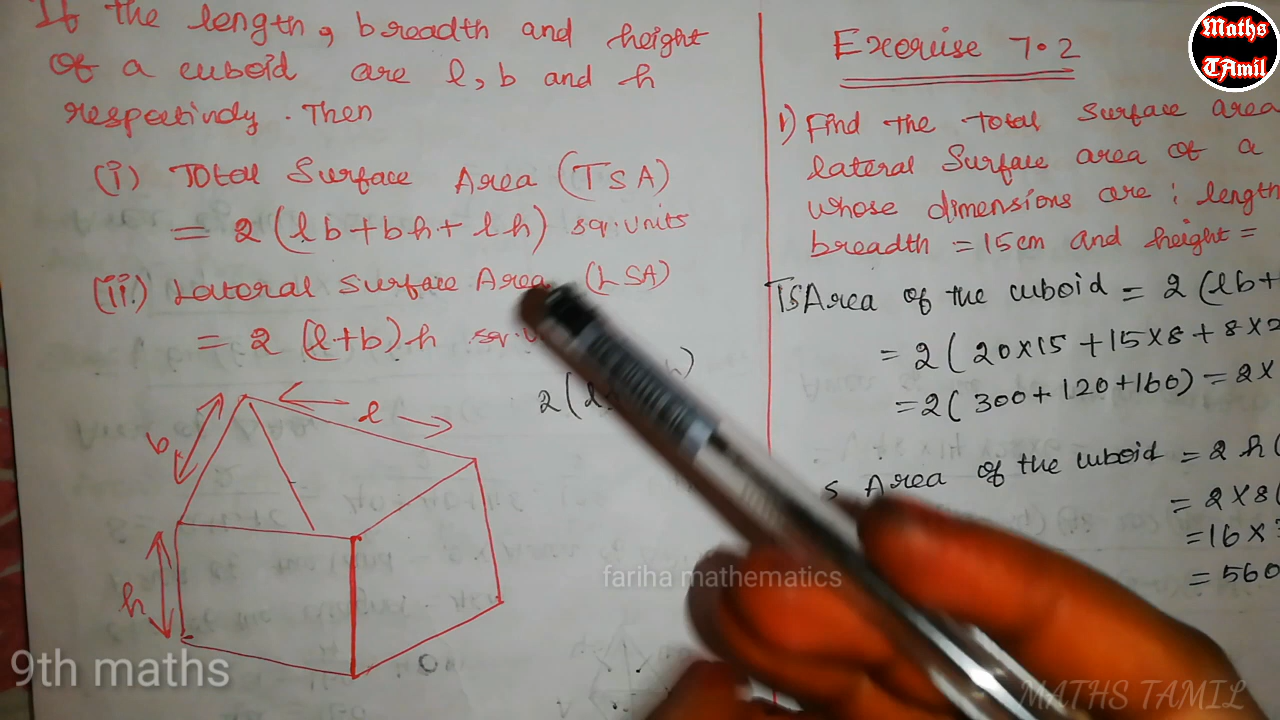 If the length, breadth and height
of a cuboid are l, b and h
respectively. Then
(i) Total Surface Area (TSA)
= 2 (lb+bh+lh) sq.units
(ii) Lateral Surface Area (LSA)
= 2 (l+b)h sq.
2(l h)
b
l
h
9th maths
fariha mathematics
Maths
TAmil
Exercise 7.2
1) Find the total surface area
lateral Surface area of a
whose dimensions are : length
breadth = 15cm and height =
TSArea of the cuboid = 2 (lb+
= 2 ( 20×15 +15×8 + 8×2
= 2( 300+120+160) = 2×
S Area of the cuboid = 2 h(
= 2×8(
=16×3
= 560
MATHS TAMIL